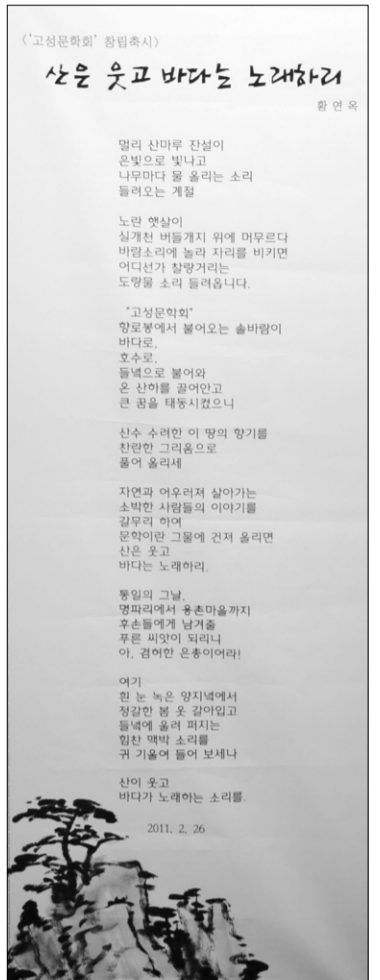 <'고성문학회' 창립축시>
산은 웃고 바다는 노래하리
황 연 옥
멀리 산마루 잔설이
은빛으로 빛나고
나무마다 물 올리는 소리
들려오는 계절
노란 햇살이
실개천 버들개지 위에 머무르다
바람소리에 놀라 자리를 비키면
어디선가 찰랑거리는
도랑물 소리 들려옵니다.
"고성문학회"
향로봉에서 불어오는 솔바람이
바다로,
호수로,
들녘으로 불어와
온 산하를 끌어안고
큰 꿈을 태동시켰으니
산수 수려한 이 땅의 향기를
찬란한 그리움으로
풀어 올리세
자연과 어우러져 살아가는
소박한 사람들의 이야기를
갈무리 하여
문학이란 그물에 건져 올리면
산은 웃고
바다는 노래하리.
통일의 그날,
명파리에서 용촌마을까지
후손들에게 남겨줄
푸른 씨앗이 되리니
아, 겸허한 은총이어라!
여기
흰 눈 녹은 양지녘에서
정갈한 봄 옷 갈아입고
들녘에 울려 퍼지는
힘찬 맥박 소리를
귀 기울여 들어 보세나
산이 웃고
바다가 노래하는 소리를.
2011. 2. 26